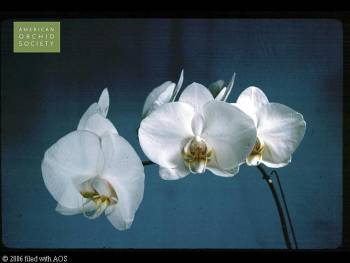 AMERICAN
ORCHID
SOCIETY
© 2006 filed with AOS